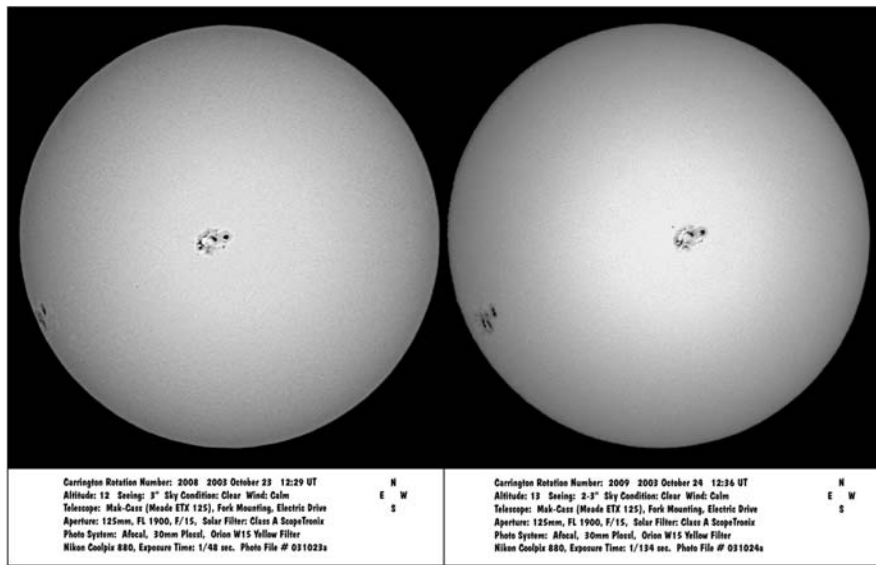 Carrington Rotation Number: 2008 2003 October 23 12:29 UT
Altitude: 12 Seeing: 3" Sky Condition: Clear Wind: Calm
Telescope: Mak-Cass (Meade ETX 125), Fork Mounting, Electric Drive
Aperture: 125mm, FL 1900, F/15, Solar Filter: Class A ScopeTronix
Photo System: Afocal, 30mm Plossl, Orion W15 Yellow Filter
Nikon Coolpix 880, Exposure Time: 1/48 sec. Photo File # 031023a
N
E W
S
Carrington Rotation Number: 2009 2003 October 24 12:36 UT
Altitude: 13 Seeing: 2-3" Sky Condition: Clear Wind: Calm
Telescope: Mak-Cass (Meade ETX 125), Fork Mounting, Electric Drive
Aperture: 125mm, FL 1900, F/15, Solar Filter: Class A ScopeTronix
Photo System: Afocal, 30mm Plossl, Orion W15 Yellow Filter
Nikon Coolpix 880, Exposure Time: 1/134 sec. Photo File # 031024a
N
E W
S